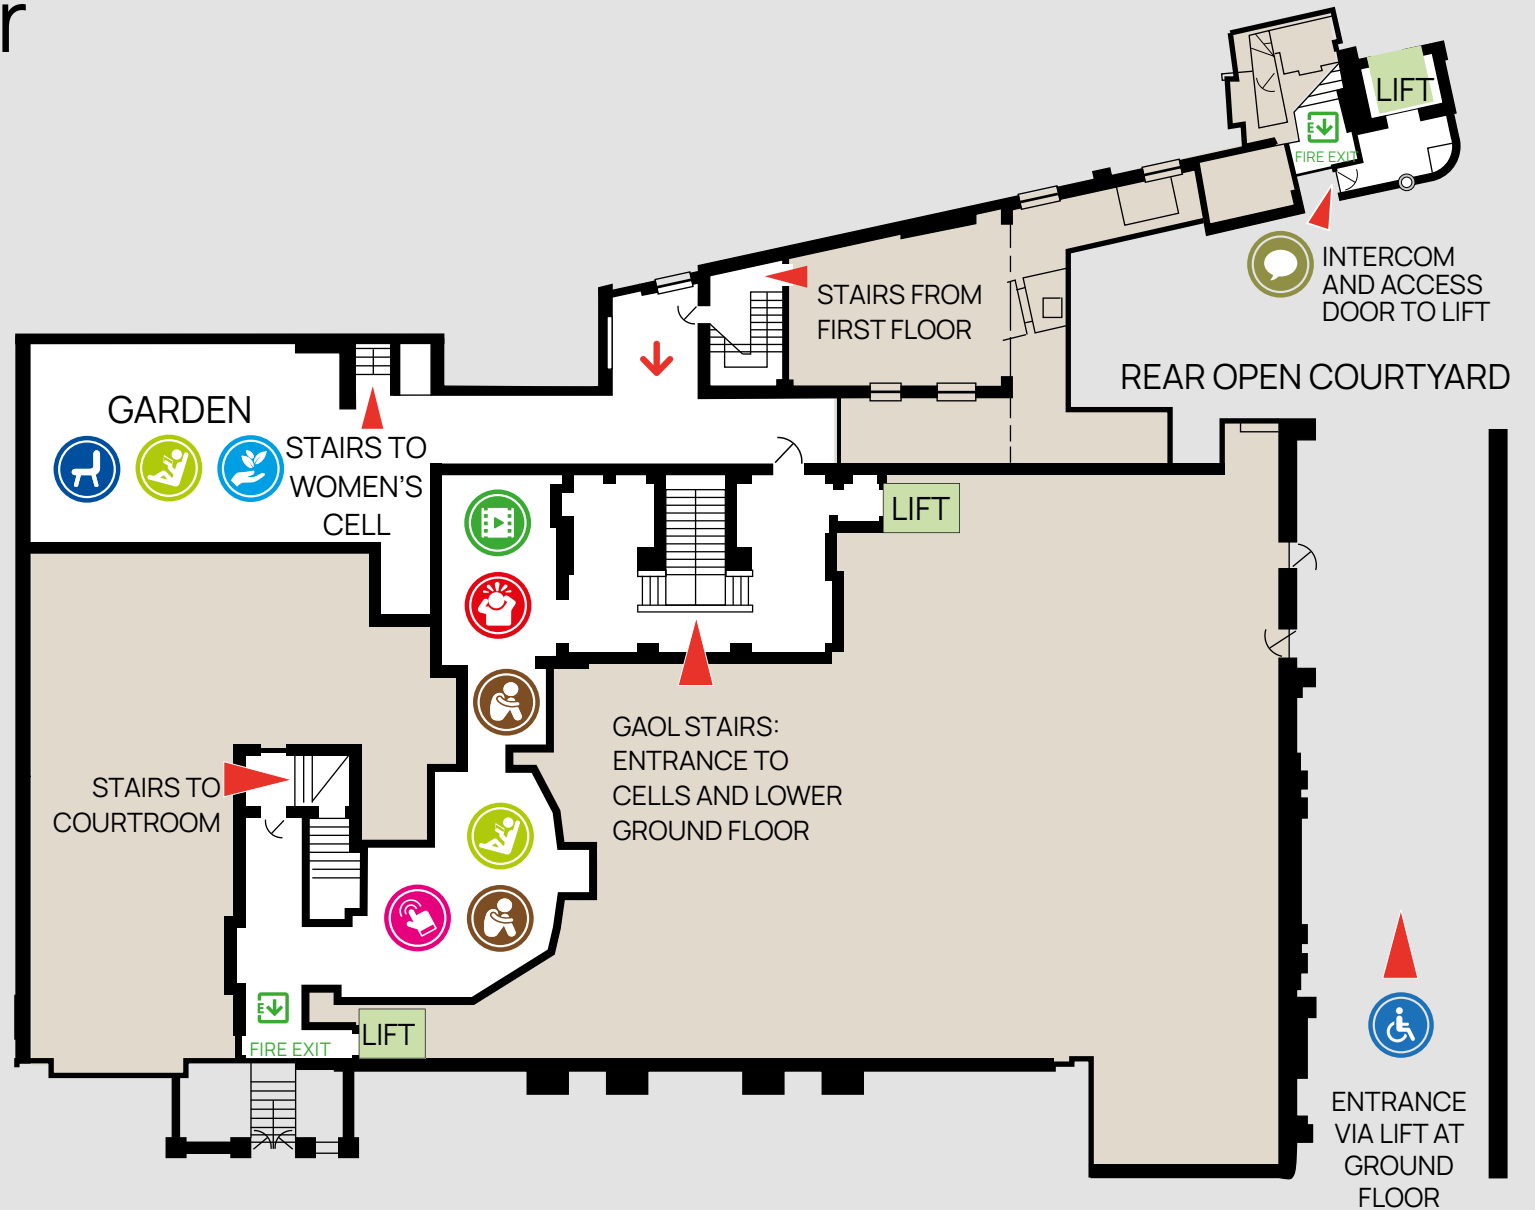 r
LIFT
E
FIRE EXIT
INTERCOM
AND ACCESS
DOOR TO LIFT
STAIRS FROM
FIRST FLOOR
REAR OPEN COURTYARD
GARDEN
STAIRS TO
WOMEN'S
CELL
LIFT
GAOL STAIRS:
ENTRANCE TO
CELLS AND LOWER
GROUND FLOOR
STAIRS TO
COURTROOM
E
FIRE EXIT
LIFT
ENTRANCE
VIA LIFT AT
GROUND
FLOOR